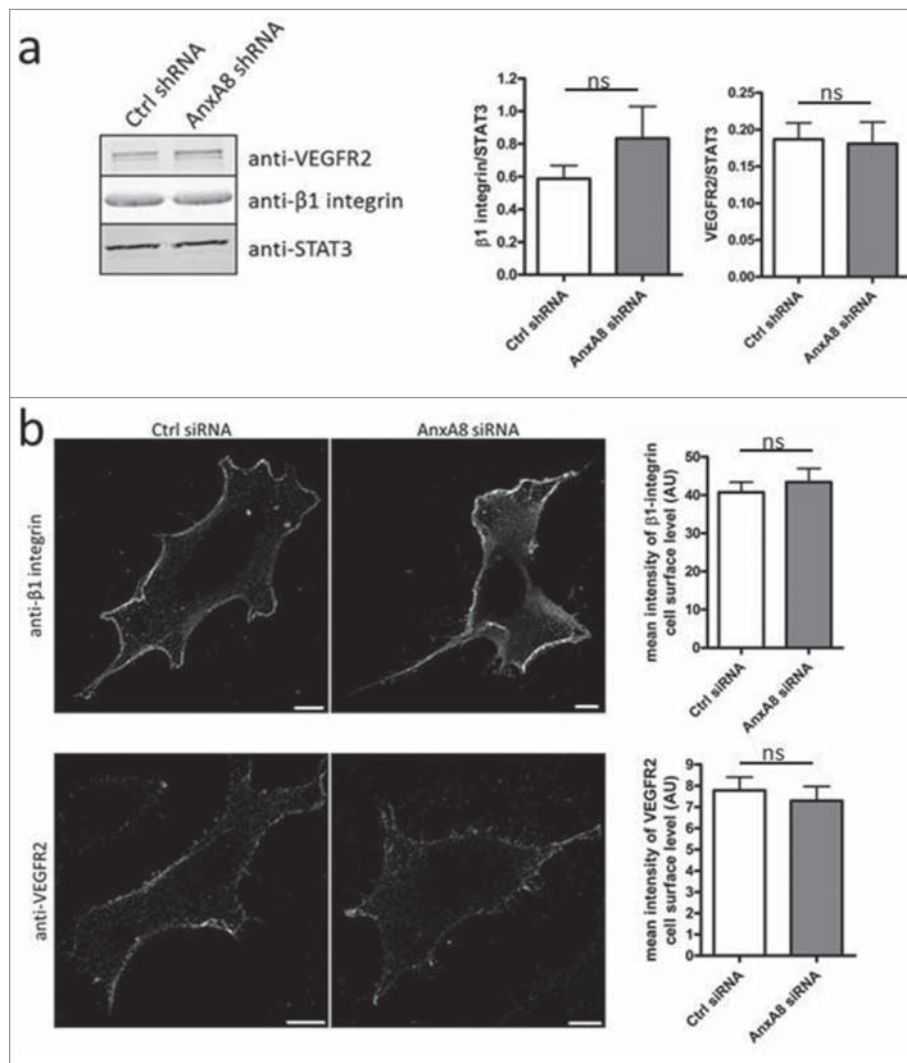 a
Ctrl shRNA
AnxA8 shRNA
anti-VEGFR2
anti-β1 integrin
anti-STAT3
β1 integrin/STAT3
1.2
1.0
0.8
0.6
0.4
0.2
0.0
ns
Ctrl shRNA
AnxA8 shRNA
VEGFR2/STAT3
0.25
0.20
0.15
0.10
0.05
0.00
ns
Ctrl shRNA
AnxA8 shRNA
b
Ctrl siRNA
AnxA8 siRNA
anti-β1 integrin
mean intensity of β1-integrin
cell surface level (AU)
50
40
30
20
10
0
ns
Ctrl siRNA
AnxA8 siRNA
anti-VEGFR2
mean intensity of VEGFR2
cell surface level (AU)
9
8
7
6
5
4
3
2
1
0
ns
Ctrl siRNA
AnxA8 siRNA